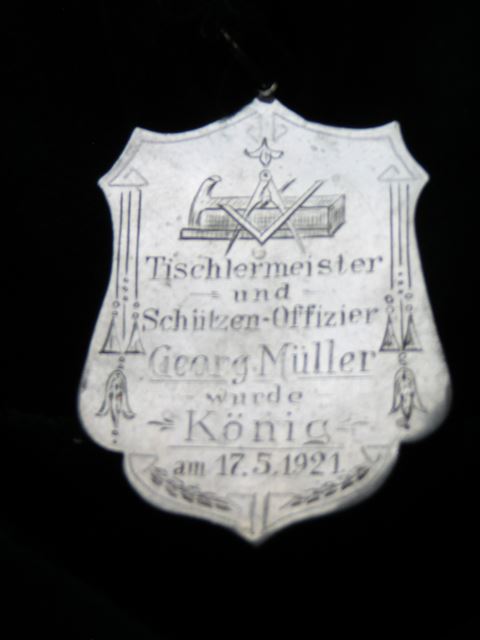 Tischlermeister
und
Schützen-Offizier
Georg Müller
wurde
König
am 17.5.1921